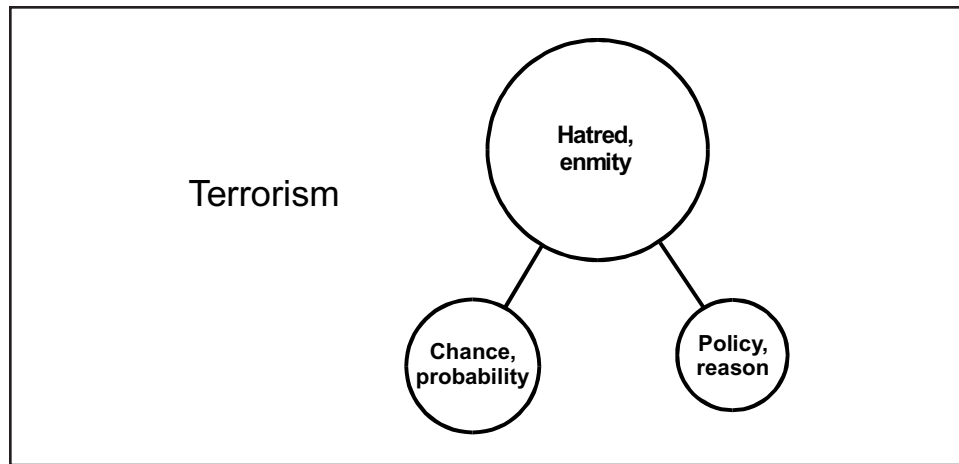 Hatred,
enmity
Terrorism
Chance,
probability
Policy,
reason